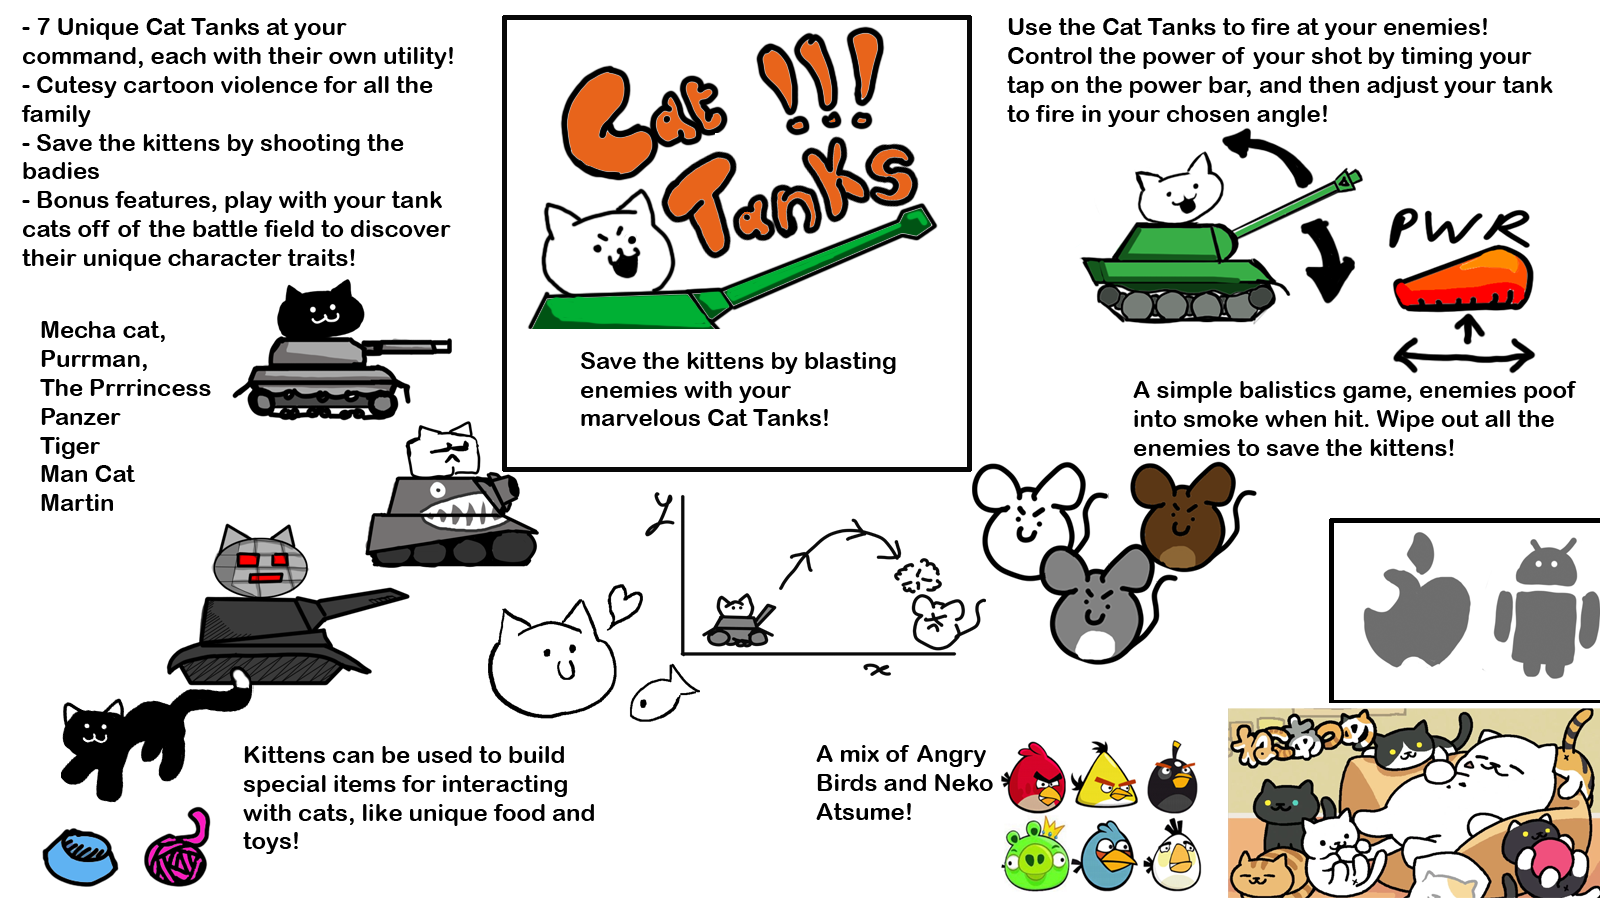 - 7 Unique Cat Tanks at your
command, each with their own utility!
- Cutesy cartoon violence for all the
family
- Save the kittens by shooting the
badies
- Bonus features, play with your tank
cats off of the battle field to discover
their unique character traits!
Mecha cat,
Purrman,
The Prrrincess
Panzer
Tiger
Man Cat
Martin
Cat !!!
Tanks
Save the kittens by blasting
enemies with your
marvelous Cat Tanks!
Use the Cat Tanks to fire at your enemies!
Control the power of your shot by timing your
tap on the power bar, and then adjust your tank
to fire in your chosen angle!
PWR
A simple balistics game, enemies poof
into smoke when hit. Wipe out all the
enemies to save the kittens!
y
x
Kittens can be used to build
special items for interacting
with cats, like unique food and
toys!
A mix of Angry
Birds and Neko
Atsume!
ねこあつめ